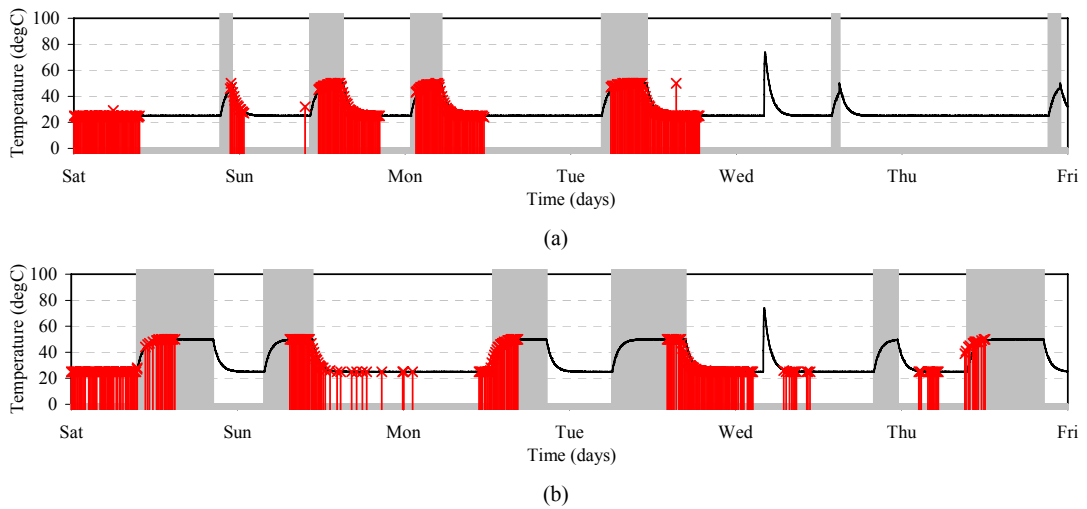 Temperature (degC)
100
80
60
40
20
0
Sat Sun Mon Tue Wed Thu Fri
Time (days)
(a)
Temperature (degC)
100
80
60
40
20
0
Sat Sun Mon Tue Wed Thu Fri
Time (days)
(b)